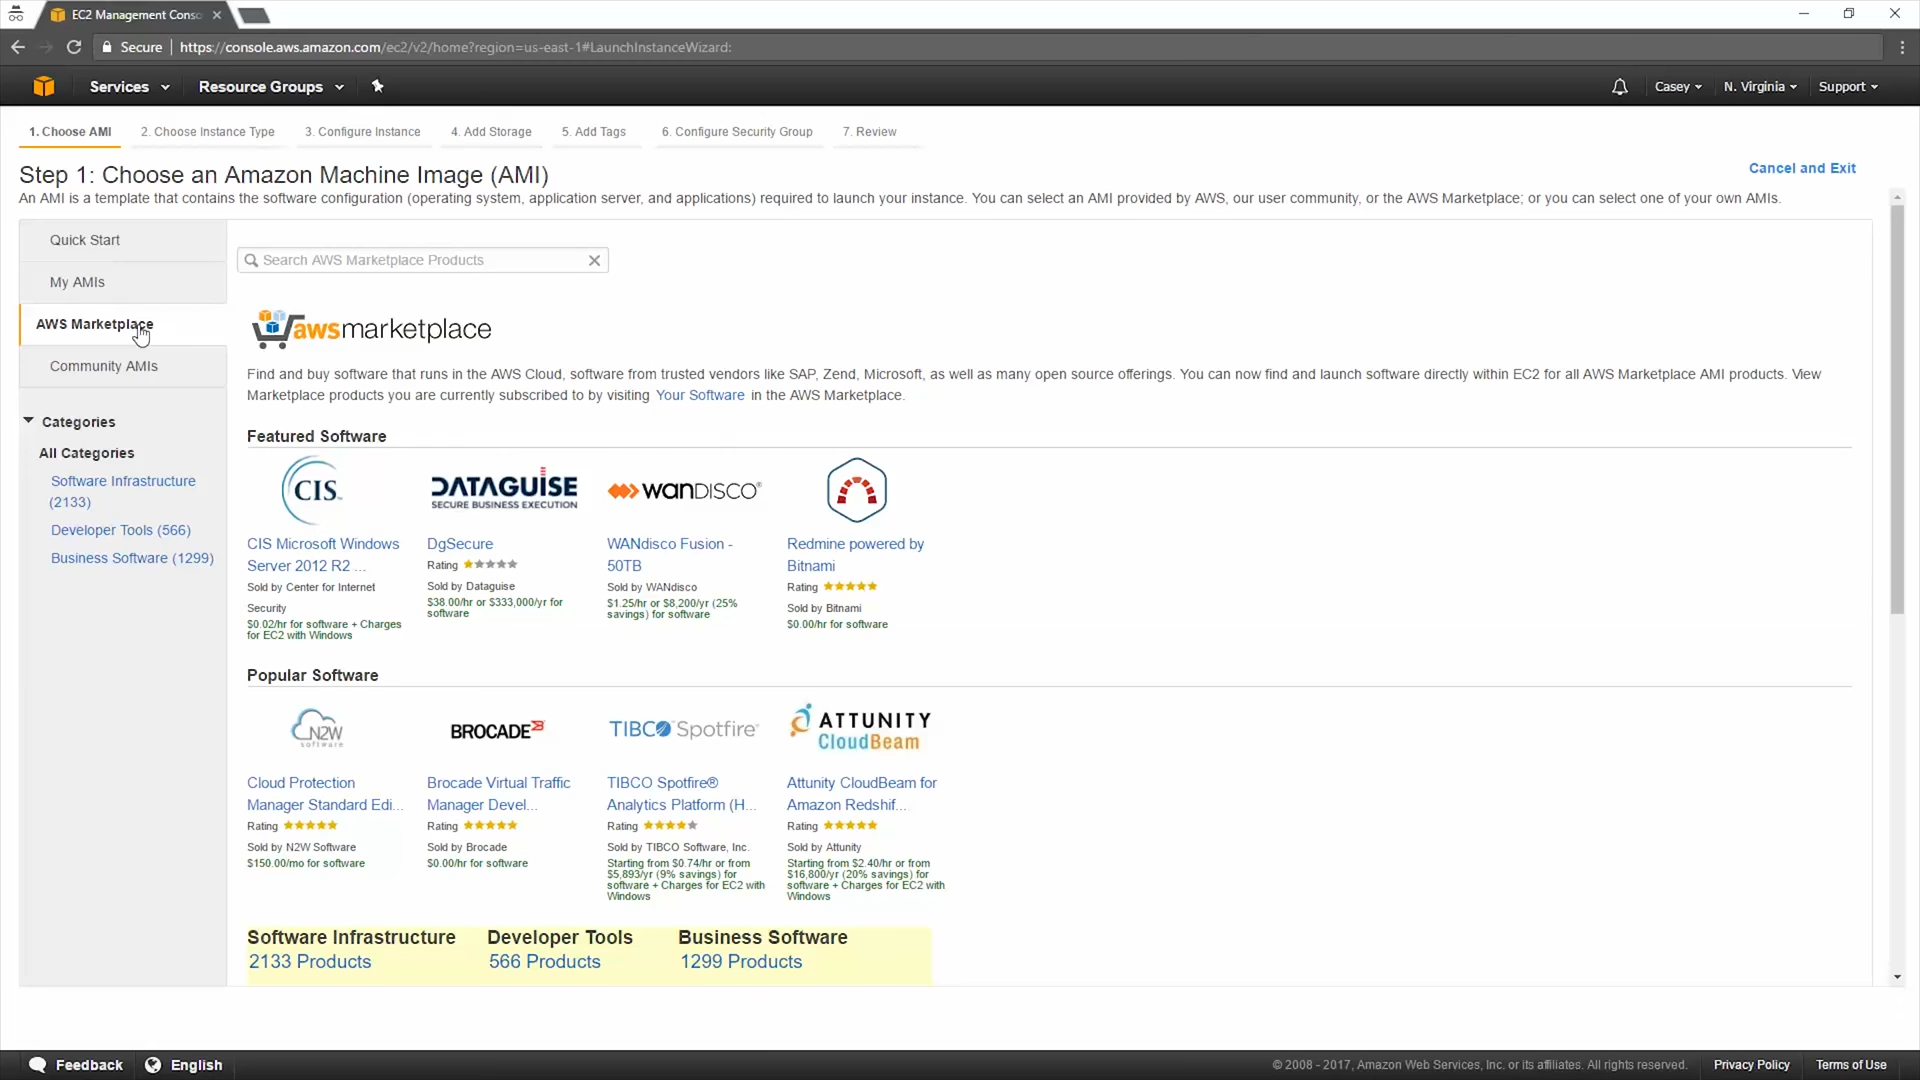 EC2 Management Conso
Secure
https://console.aws.amazon.com/ec2/v2/home?region=us-east-1#LaunchInstanceWizard:
Services
Resource Groups
Casey
N. Virginia
Support
1. Choose AMI
2. Choose Instance Type
3. Configure Instance
4. Add Storage
5. Add Tags
6. Configure Security Group
7. Review
Step 1: Choose an Amazon Machine Image (AMI)
Cancel and Exit
An AMI is a template that contains the software configuration (operating system, application server, and applications) required to launch your instance. You can select an AMI provided by AWS, our user community, or the AWS Marketplace; or you can select one of your own AMIs.
Quick Start
My AMIs
AWS Marketplace
Community AMIs
Categories
All Categories
Software Infrastructure
(2133)
Developer Tools (566)
Business Software (1299)
Search AWS Marketplace Products
awsmarketplace
Find and buy software that runs in the AWS Cloud, software from trusted vendors like SAP, Zend, Microsoft, as well as many open source offerings. You can now find and launch software directly within EC2 for all AWS Marketplace AMI products. View
Marketplace products you are currently subscribed to by visiting Your Software in the AWS Marketplace.
Featured Software
CIS
CIS Microsoft Windows
Server 2012 R2 ...
Sold by Center for Internet
Security
$0.02/hr for software + Charges
for EC2 with Windows
DATAGUISE
SECURE BUSINESS EXECUTION
DgSecure
Rating
Sold by Dataguise
$38.00/hr or $333,000/yr for
software
WANDISCO®
WANdisco Fusion -
50TB
Sold by WANdisco
$1.25/hr or $8,200/yr (25%
savings) for software
Redmine powered by
Bitnami
Rating
Sold by Bitnami
$0.00/hr for software
Popular Software
N2W
software
Cloud Protection
Manager Standard Edi...
Rating
Sold by N2W Software
$150.00/mo for software
BROCADE
Brocade Virtual Traffic
Manager Devel...
Rating
Sold by Brocade
$0.00/hr for software
TIBCO Spotfire
TIBCO Spotfire®
Analytics Platform (H...
Rating
Sold by TIBCO Software, Inc.
Starting from $0.74/hr or from
$5,893/yr (9% savings) for
software + Charges for EC2 with
Windows
ATTUNITY
CloudBeam
Attunity CloudBeam for
Amazon Redshif...
Rating
Sold by Attunity
Starting from $2.40/hr or from
$16,800/yr (20% savings) for
software + Charges for EC2 with
Windows
Software Infrastructure
2133 Products
Developer Tools
566 Products
Business Software
1299 Products
Feedback
English
© 2008 - 2017, Amazon Web Services, Inc. or its affiliates. All rights reserved.
Privacy Policy
Terms of Use